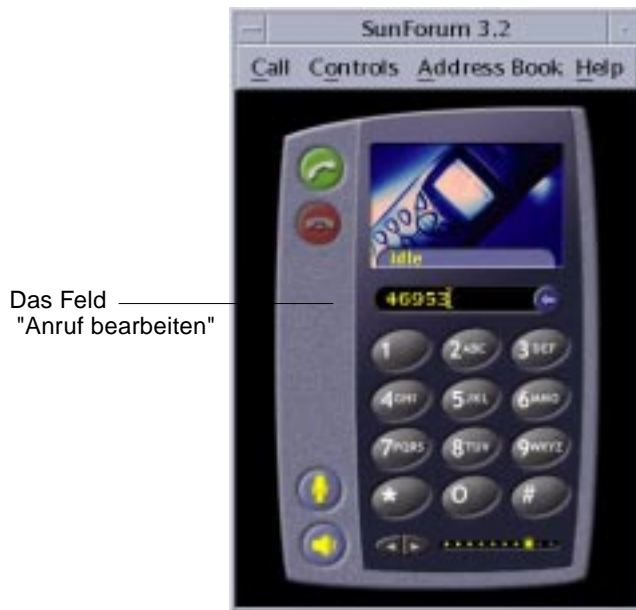 SunForum 3.2
Call Controls Address Book Help
Idle
Das Feld
"Anruf bearbeiten"
46953
1 2ABC 3DEF
4GHI 5JKL 6MNO
7PQRS 8TUV 9WXYZ
* 0 #